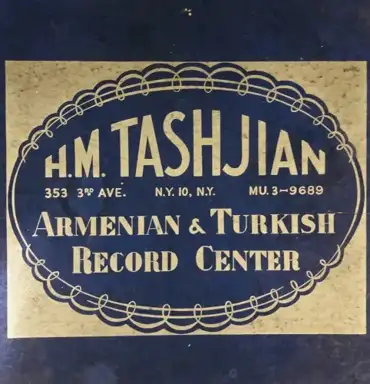 H.M. TASHJIAN
353 3RD AVE. N.Y. 10, N.Y. MU. 3-9689
ARMENIAN & TURKISH
RECORD CENTER